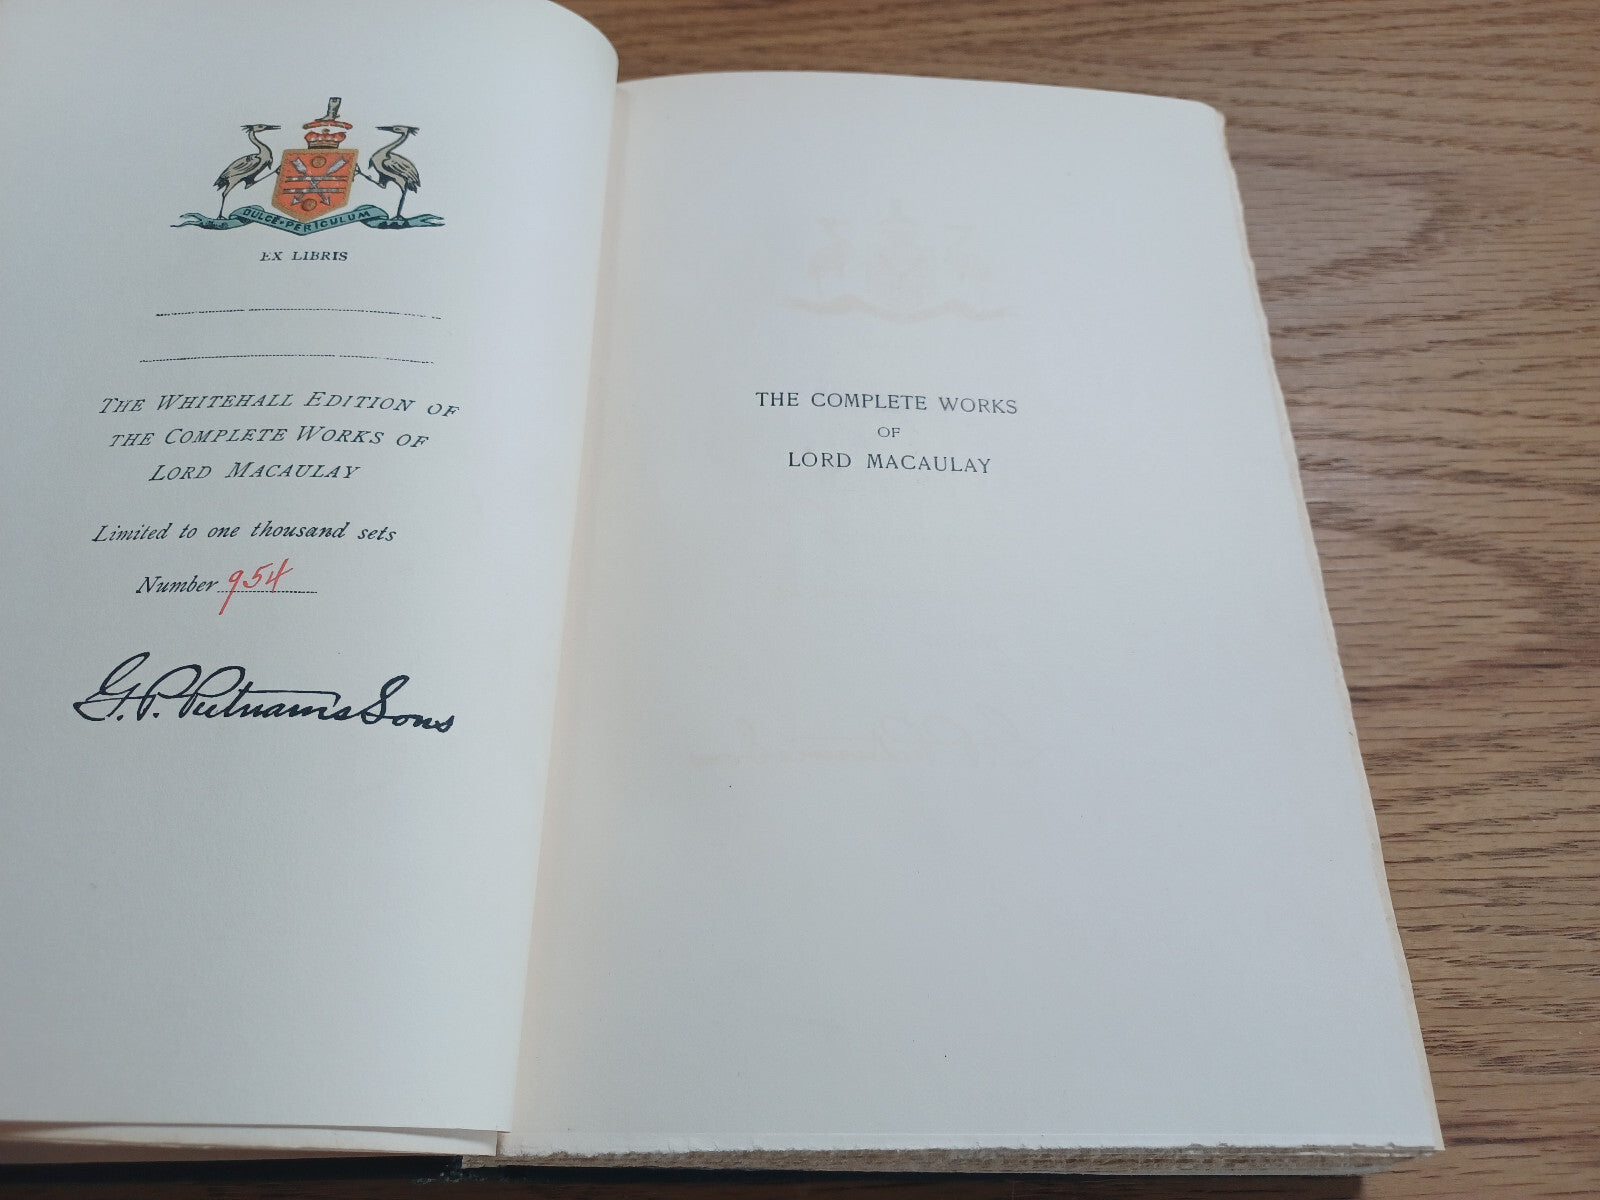 DULCE·PERICULUM
EX LIBRIS
THE WHITEHALL EDITION OF
THE COMPLETE WORKS OF
LORD MACAULAY
Limited to one thousand sets
Number 954
G. P. Putnam's Sons
THE COMPLETE WORKS
OF
LORD MACAULAY